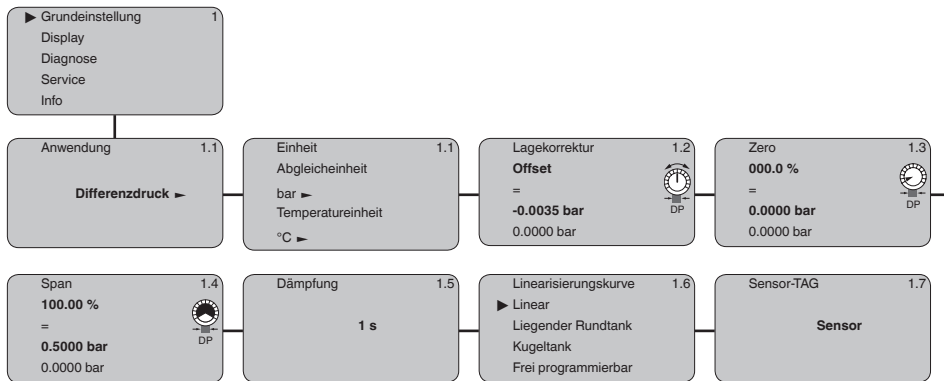 ▶ Grundeinstellung 1
Display
Diagnose
Service
Info
Anwendung 1.1
Differenzdruck ►
Einheit 1.1
Abgleicheinheit
bar ►
Temperatureinheit
°C ►
Lagekorrektur 1.2
Offset
=
-0.0035 bar
0.0000 bar
DP
Zero 1.3
000.0 %
=
0.0000 bar
0.0000 bar
DP
Span 1.4
100.00 %
=
0.5000 bar
0.0000 bar
DP
Dämpfung 1.5
1 s
Linearisierungskurve 1.6
▶ Linear
Liegender Rundtank
Kugeltank
Frei programmierbar
Sensor-TAG 1.7
Sensor